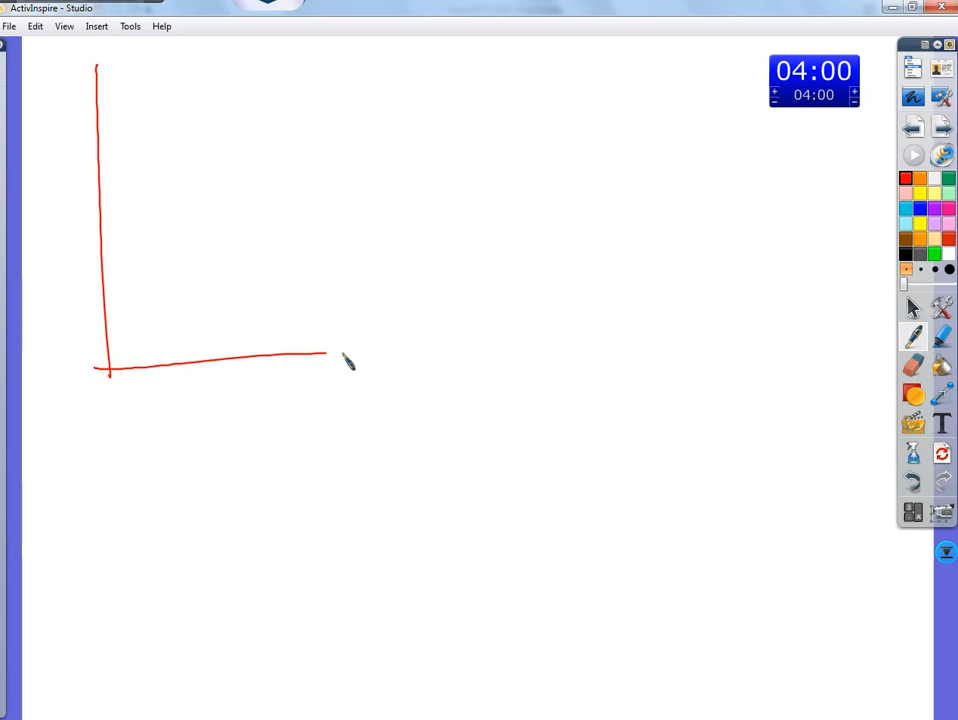 ActivInspire - Studio
File Edit View Insert Tools Help
04:00
04:00
T